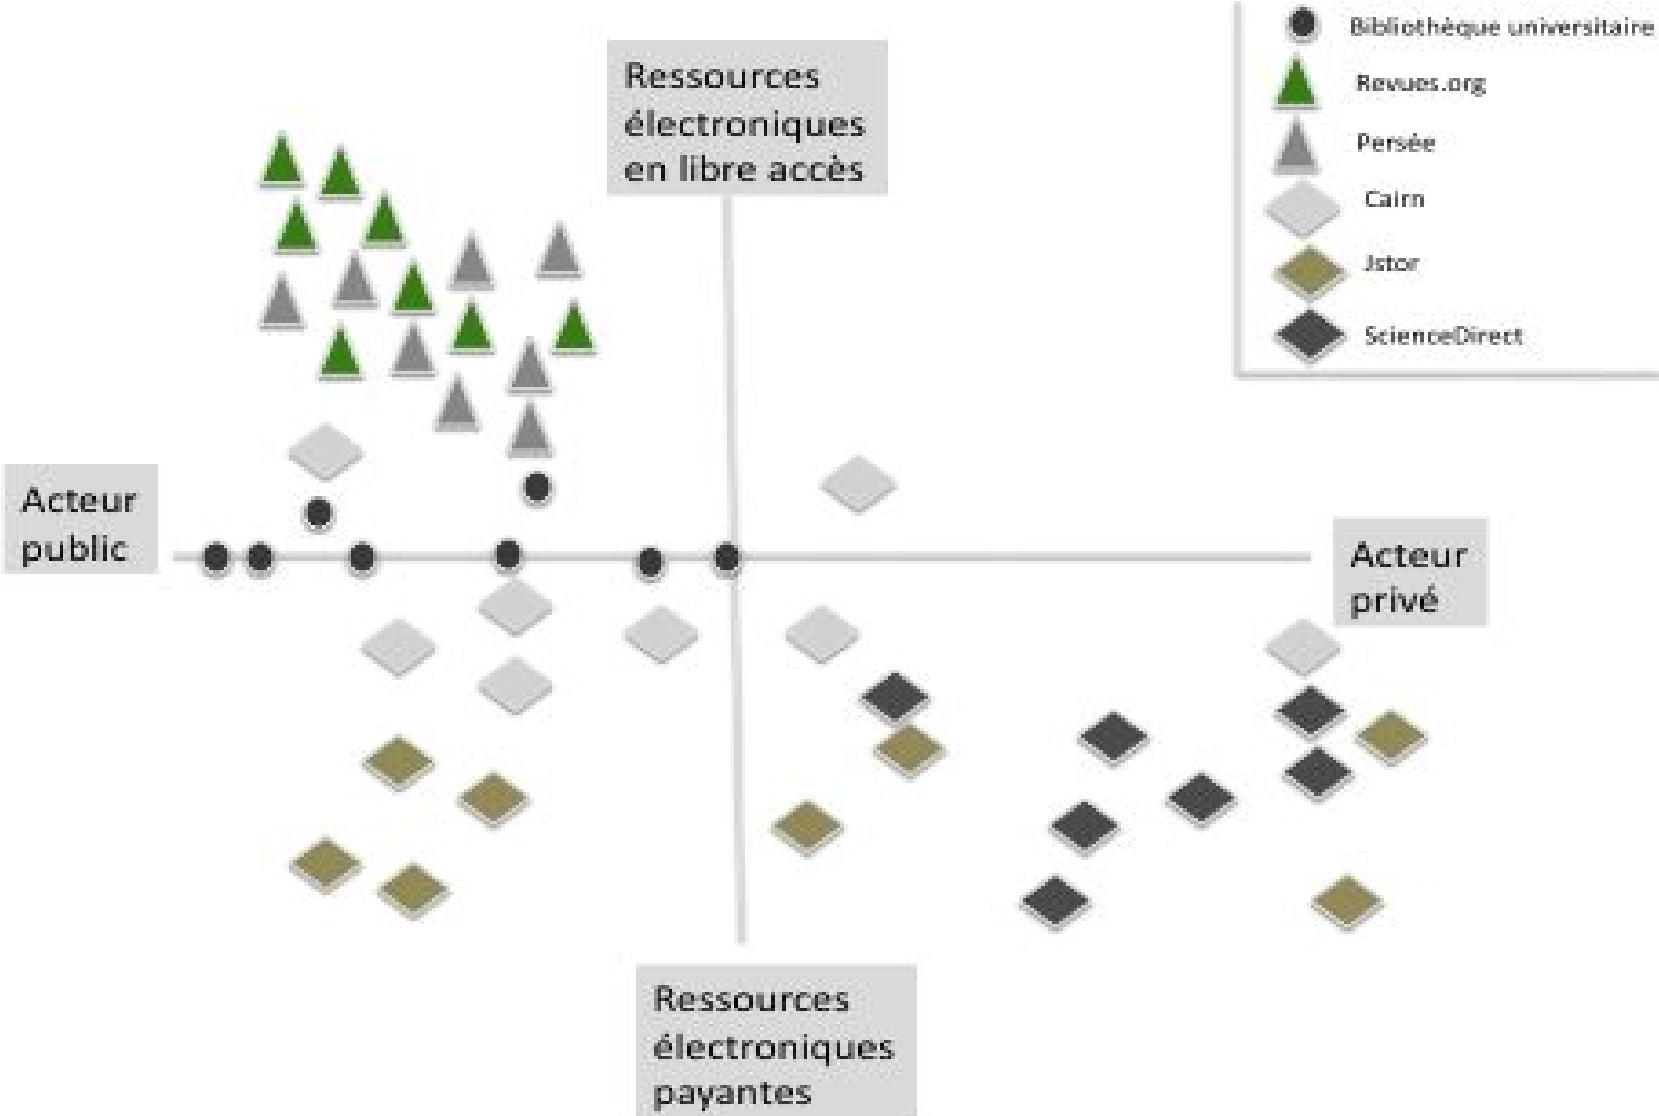 Bibliothèque universitaire
Revues.org
Persée
Cairn
Jstor
ScienceDirect
Ressources
électroniques
en libre accès
Acteur
public
Acteur
privé
Ressources
électroniques
payantes